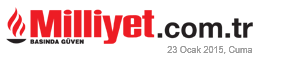 Milliyet.com.tr
BASINDA GÜVEN
23 Ocak 2015, Cuma